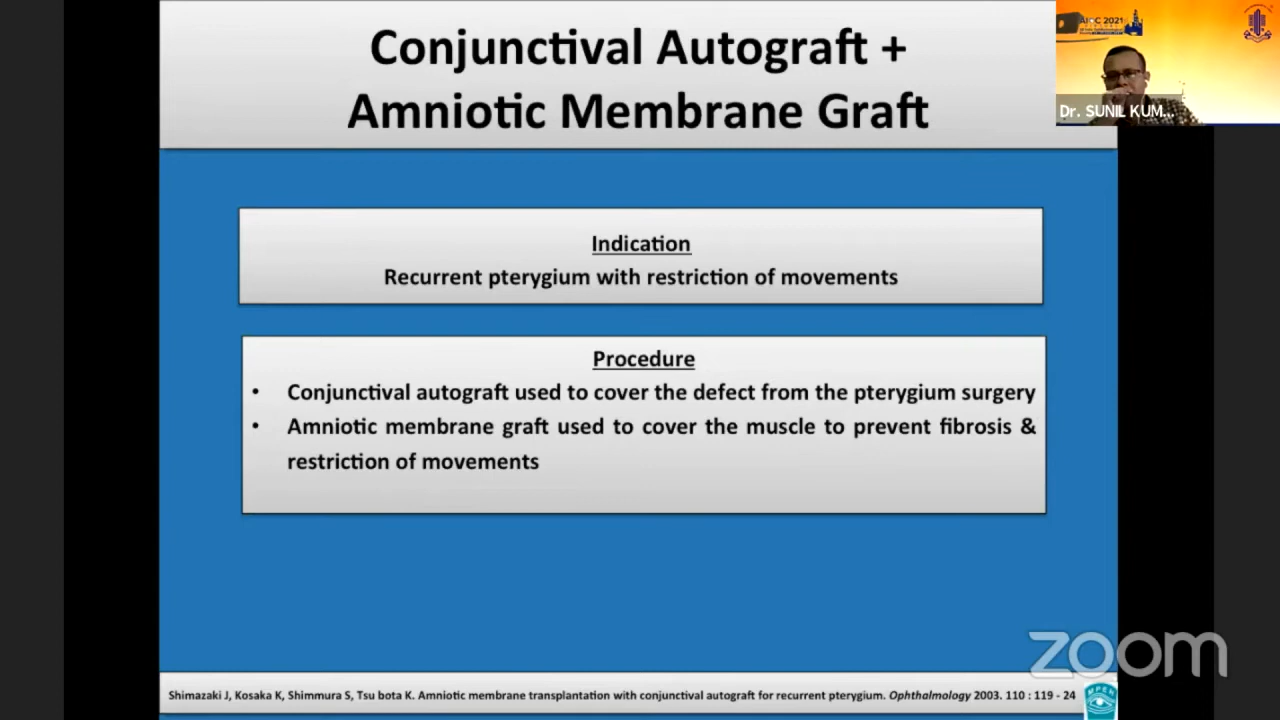 Conjunctival Autograft +
Amniotic Membrane Graft
AIOC 2021
Dr. SUNIL KUM...
Indication
Recurrent pterygium with restriction of movements
Procedure
• Conjunctival autograft used to cover the defect from the pterygium surgery
• Amniotic membrane graft used to cover the muscle to prevent fibrosis &
restriction of movements
zoom
Shimazaki J, Kosaka K, Shimmura S, Tsu bota K. Amniotic membrane transplantation with conjunctival autograft for recurrent pterygium. Ophthalmology 2003. 110 : 119 - 24